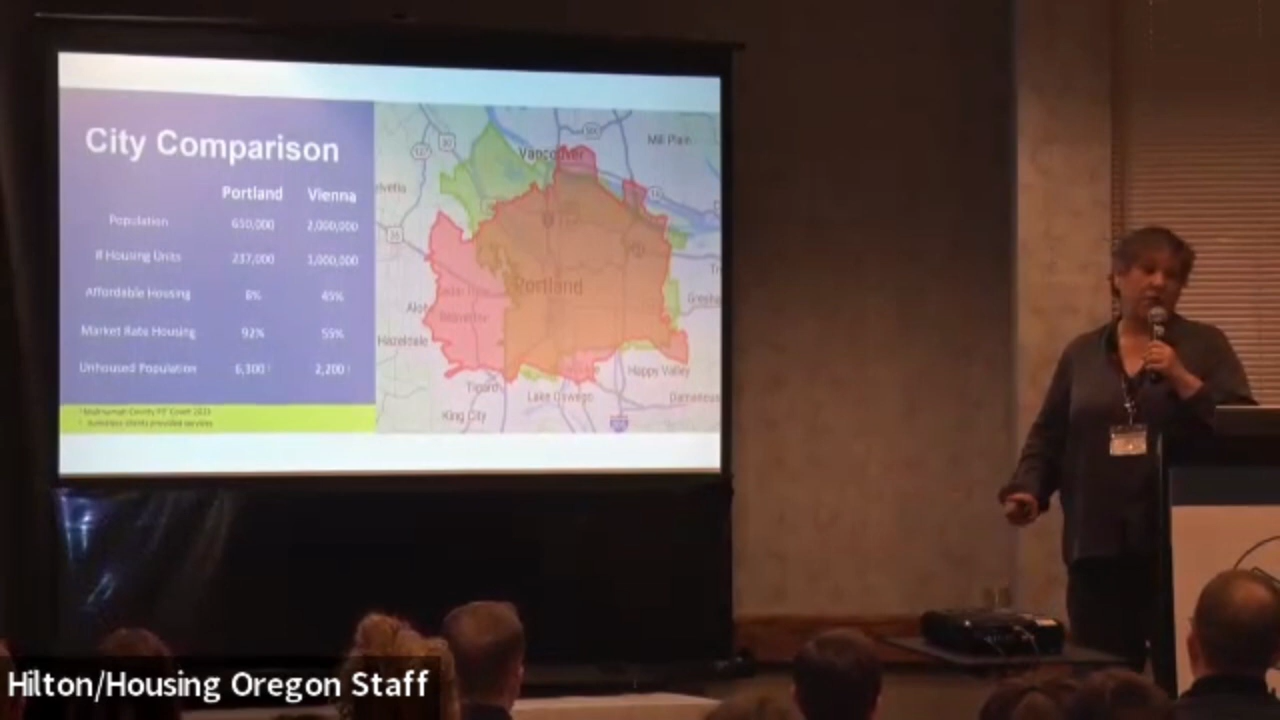 City Comparison
Portland Vienna
Population 650,000 2,000,000
# Housing Units 237,000 1,000,000
Affordable Housing 8% 45%
Market Rate Housing 92% 55%
Unhoused Population 6,300 2,200
Vancouver
Mill Plain
Portland
Aloha
Beaverton
Hazeldale
Happy Valley
Tigard
Lake Oswego
Damascus
King City
Hilton/Housing Oregon Staff